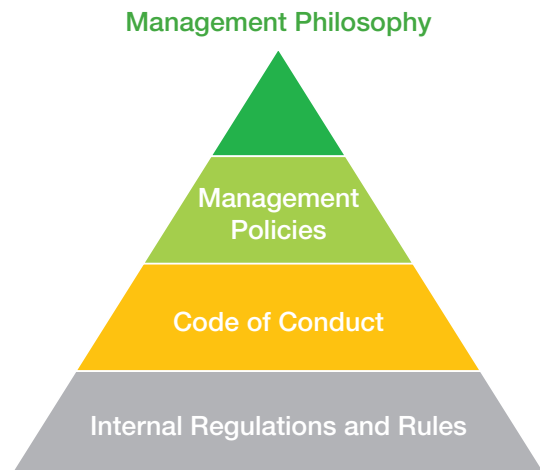 Management Philosophy
Management
Policies
Code of Conduct
Internal Regulations and Rules